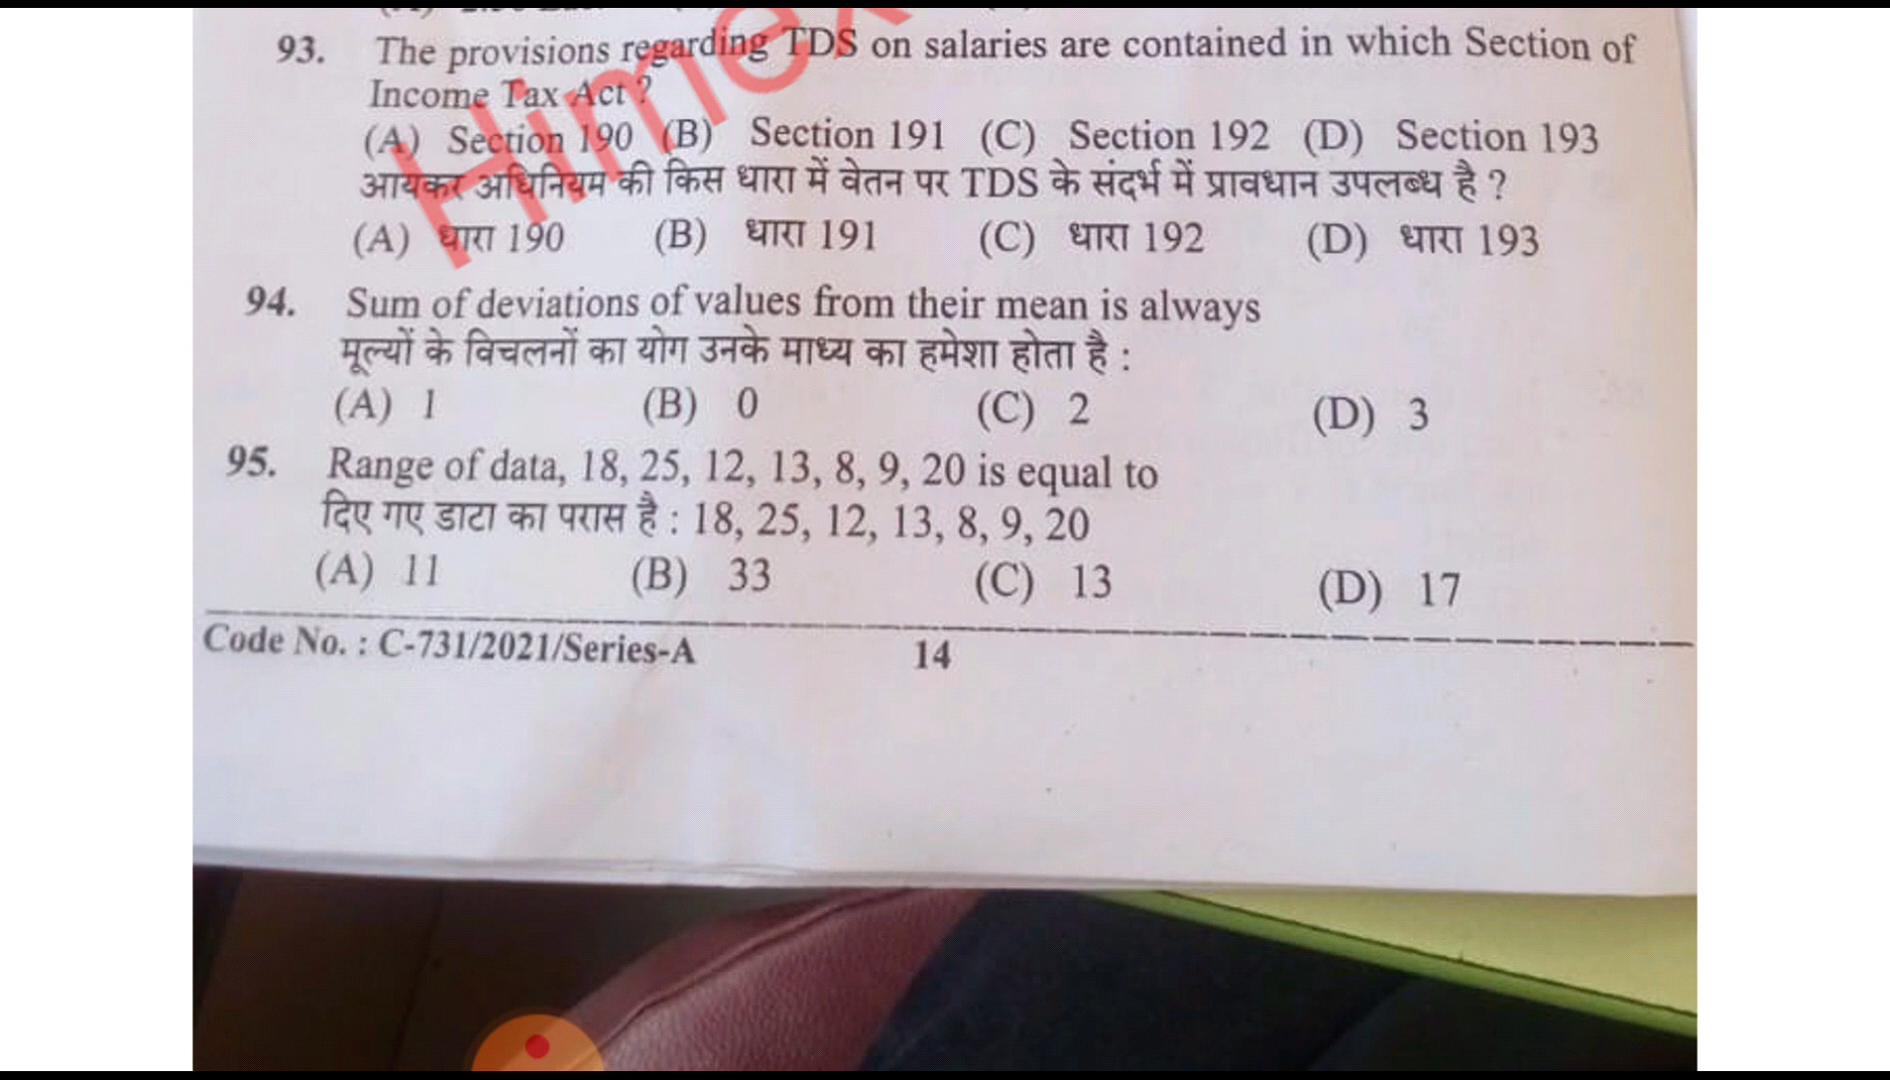 93. The provisions regarding TDS on salaries are contained in which Section of
Income Tax Act ?
(A) Section 190 (B) Section 191 (C) Section 192 (D) Section 193
आयकर अधिनियम की किस धारा में वेतन पर TDS के संदर्भ में प्रावधान उपलब्ध है ?
(A) धारा 190 (B) धारा 191 (C) धारा 192 (D) धारा 193
94. Sum of deviations of values from their mean is always
मूल्यों के विचलनों का योग उनके माध्य का हमेशा होता है :
(A) 1 (B) 0 (C) 2 (D) 3
95. Range of data, 18, 25, 12, 13, 8, 9, 20 is equal to
दिए गए डाटा का परास है : 18, 25, 12, 13, 8, 9, 20
(A) 11 (B) 33 (C) 13 (D) 17
Code No. : C-731/2021/Series-A 14